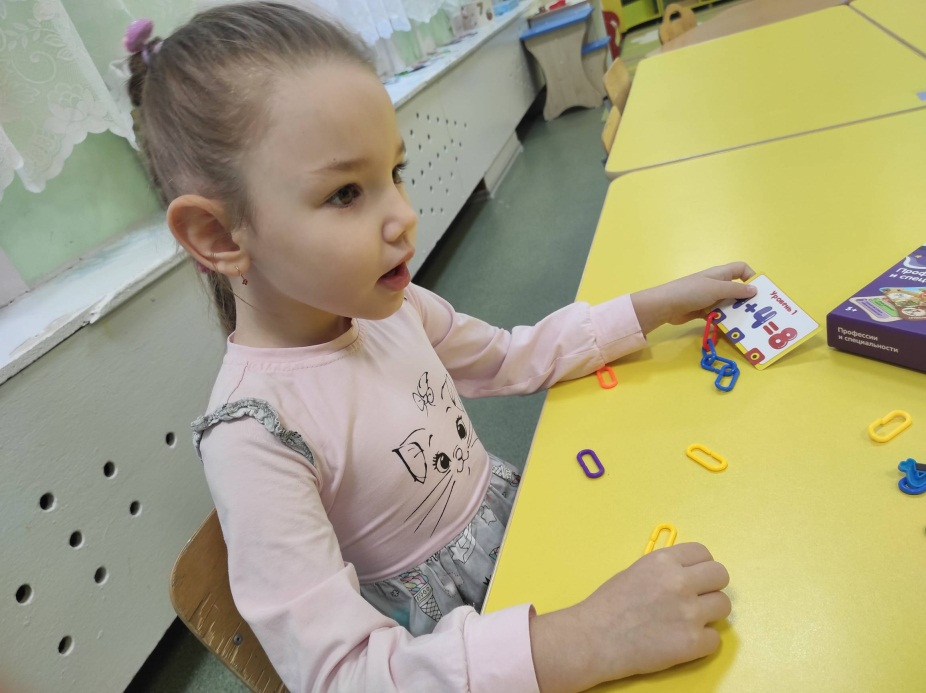 Уровень 1
+4=8
Профессии
и специальности